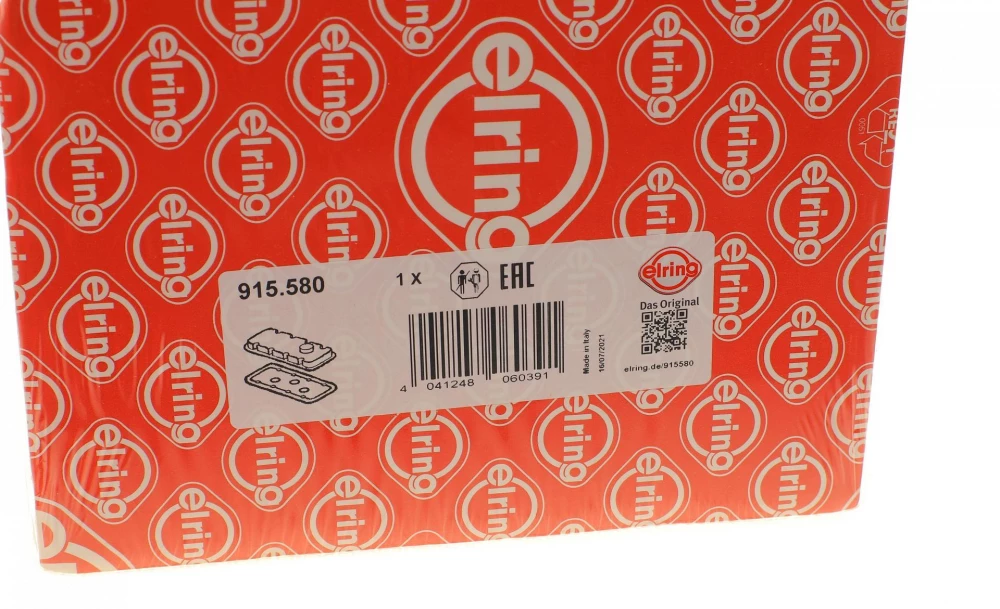 elring
915.580
1 X
EAC
elring
Das Original
4 041248 060391
Made in Italy
16/07/2021
elring.de/915580